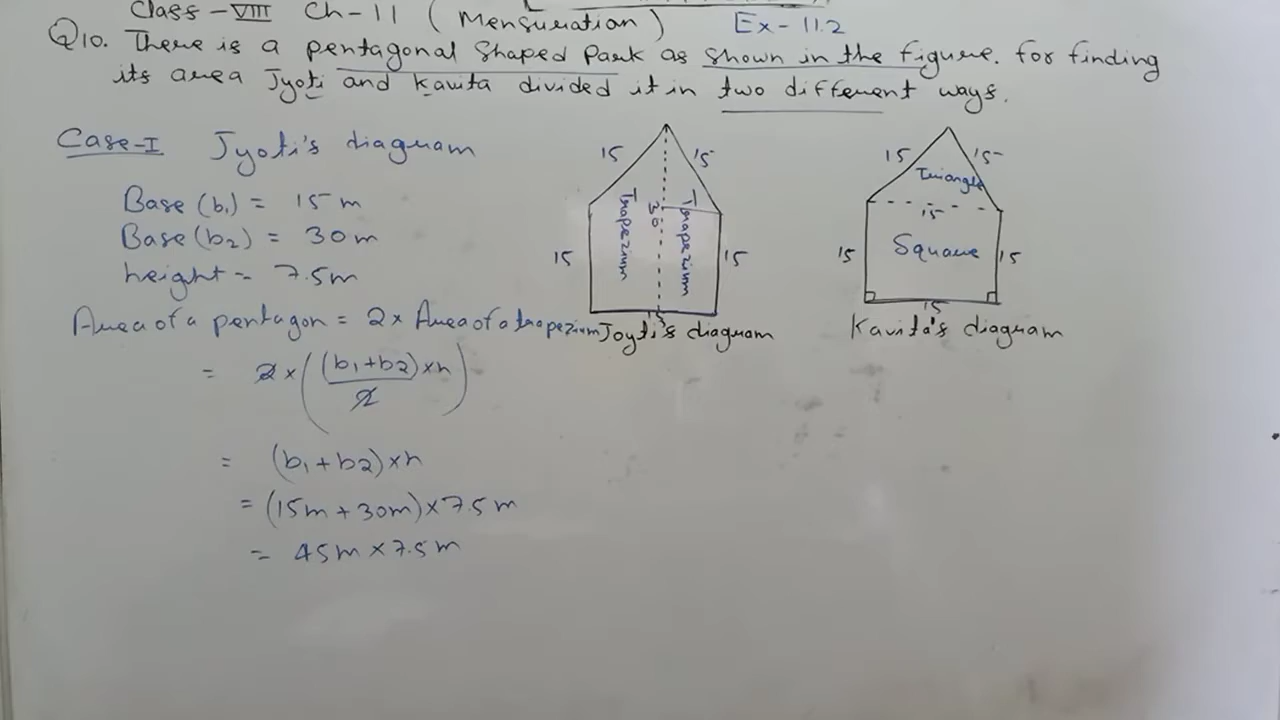 Class - VIII Ch - 11 ( Mensuration ) Ex - 11.2
Q10. There is a pentagonal Shaped Park as shown in the figure. for finding
its area Jyoti and Kavita divided it in two different ways.
Case-I Jyoti's diagram
Base (b1) = 15 m
Base (b2) = 30 m
height = 7.5m
Area of a pentagon = 2 × Area of a trapezium
= 2 × ( (b1+b2)×h / 2 )
= (b1+b2)×h
= (15m + 30m) × 7.5 m
= 45m × 7.5m
15
15
Trapezium
30
Trapezium
15
15
15
Joyti's diagram
15
15
Triangle
15
15
Square
15
15
Kavita's diagram